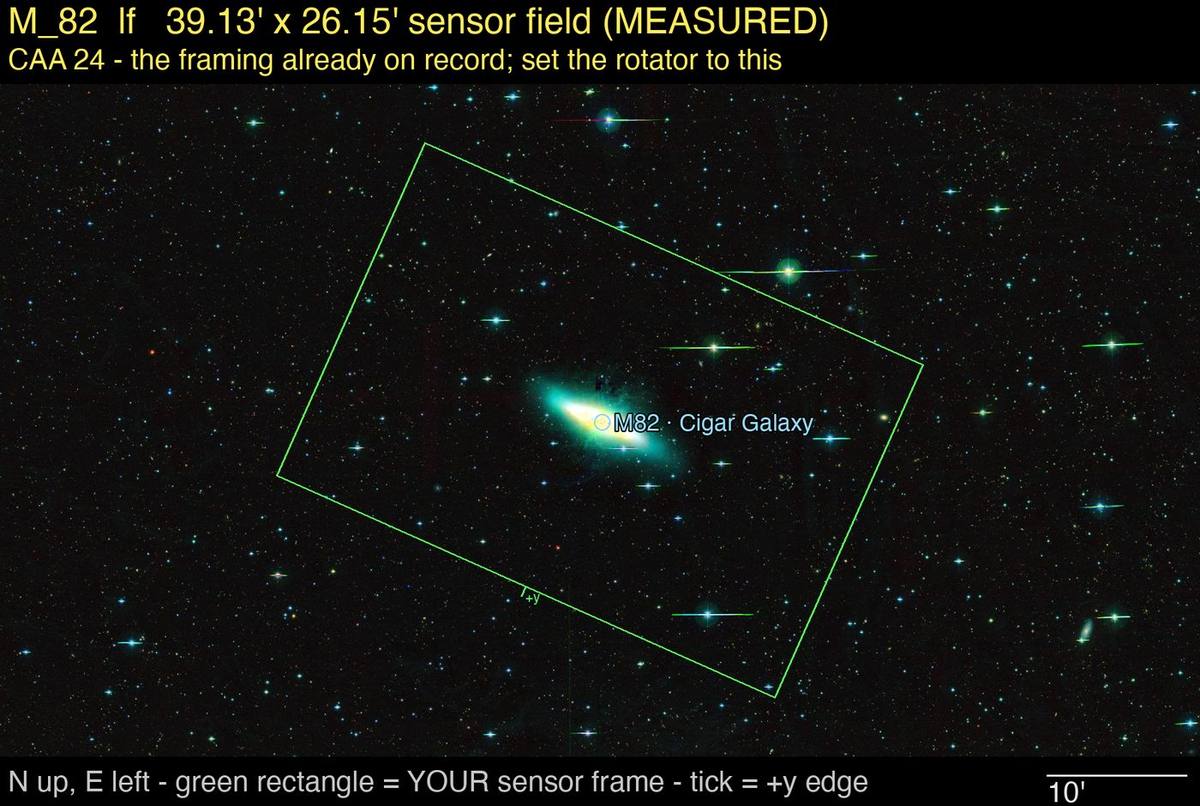 M_82  lf   39.13' x 26.15' sensor field (MEASURED)
CAA 24 - the framing already on record; set the rotator to this
M82 · Cigar Galaxy
+y
N up, E left - green rectangle = YOUR sensor frame - tick = +y edge
10'